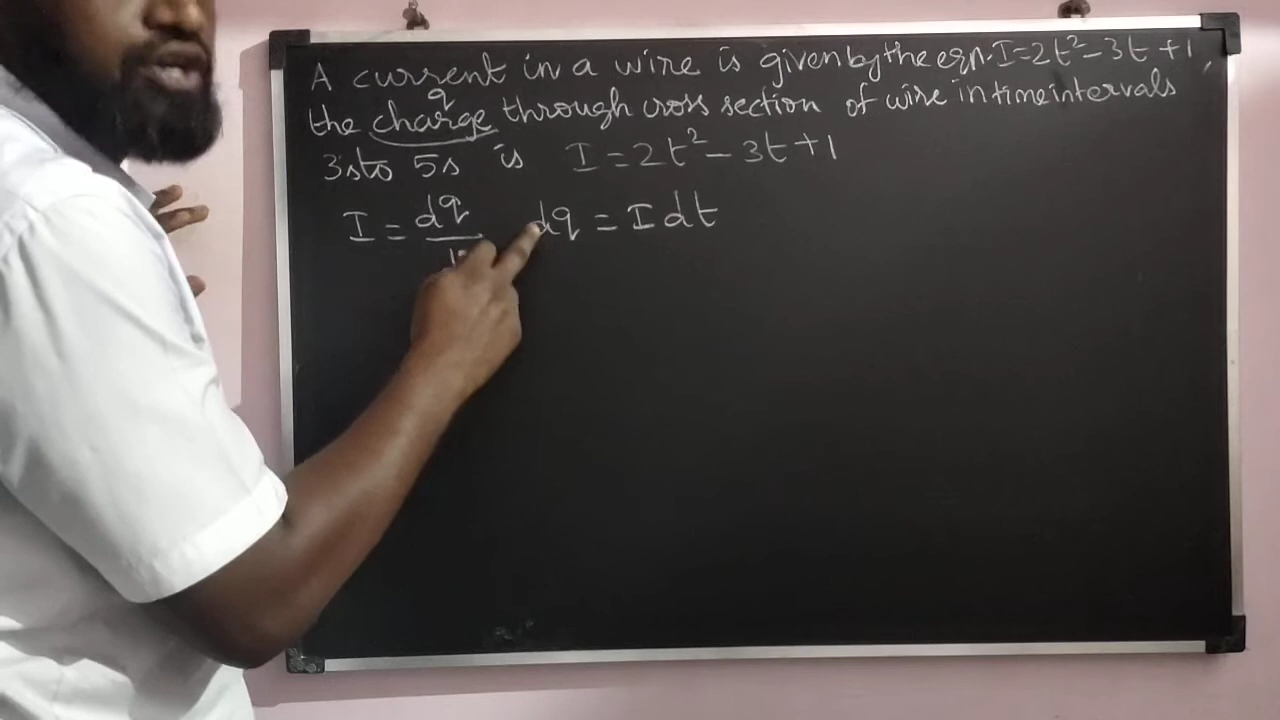 A current in a wire is given by the eqn. I = 2t² − 3t + 1,
q
the charge through cross section of wire in time intervals
3s to 5s is I = 2t² − 3t + 1
I = dq dq = I dt